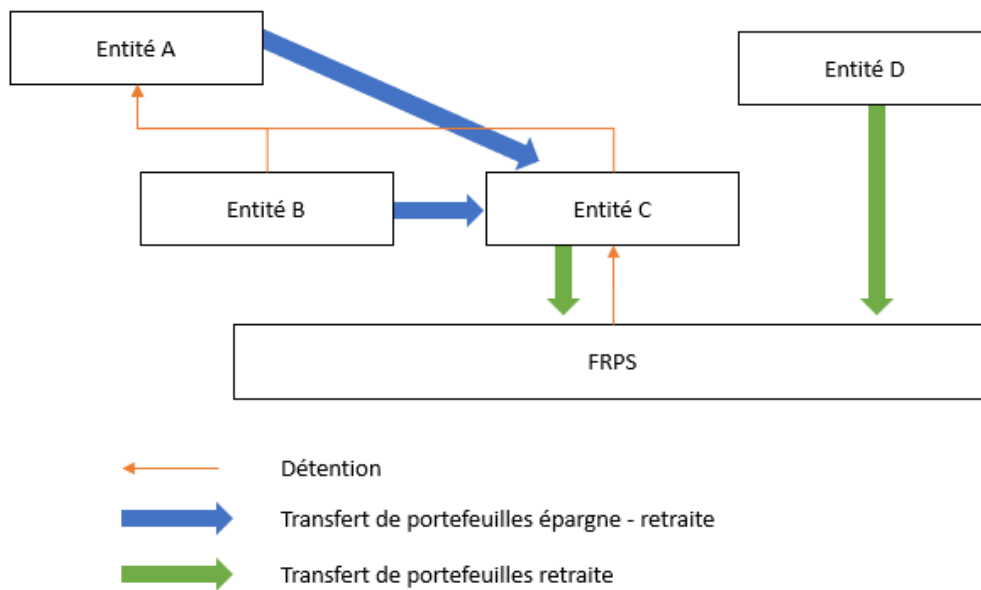 Entité A
Entité D
Entité B
Entité C
FRPS
Détention
Transfert de portefeuilles épargne - retraite
Transfert de portefeuilles retraite